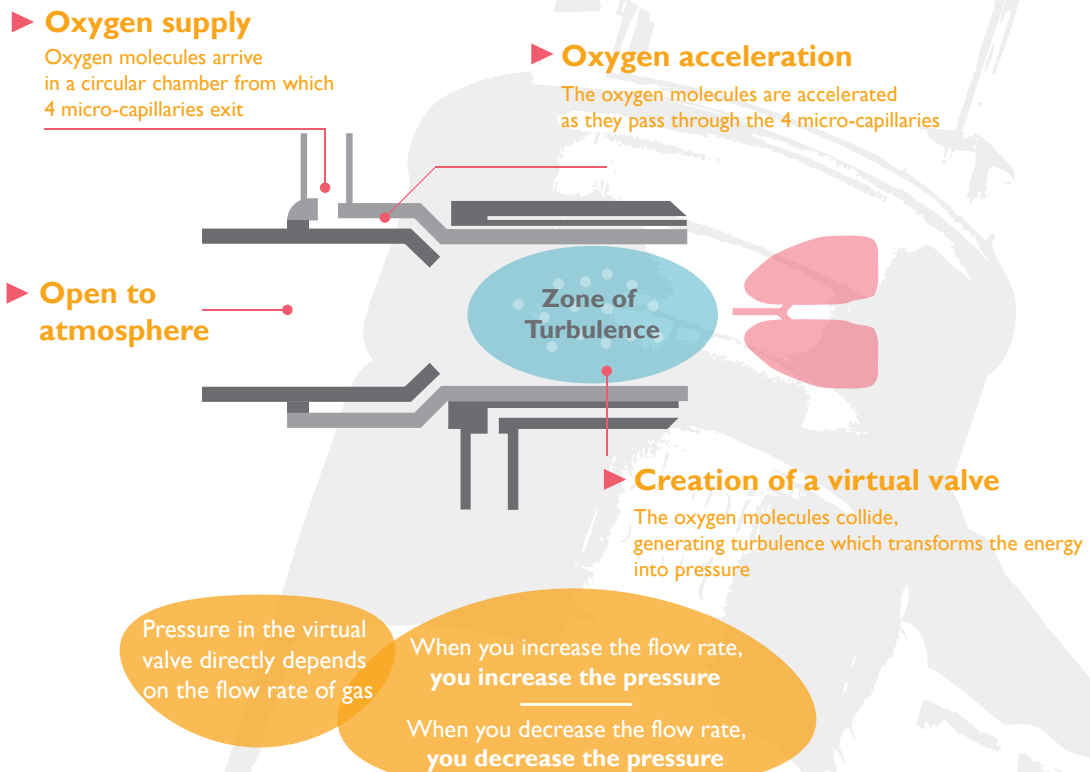 Oxygen supply
Oxygen molecules arrive
in a circular chamber from which
4 micro-capillaries exit
Oxygen acceleration
The oxygen molecules are accelerated
as they pass through the 4 micro-capillaries
Open to
atmosphere
Zone of
Turbulence
Creation of a virtual valve
The oxygen molecules collide,
generating turbulence which transforms the energy
into pressure
Pressure in the virtual
valve directly depends
on the flow rate of gas
When you increase the flow rate,
you increase the pressure
When you decrease the flow rate,
you decrease the pressure